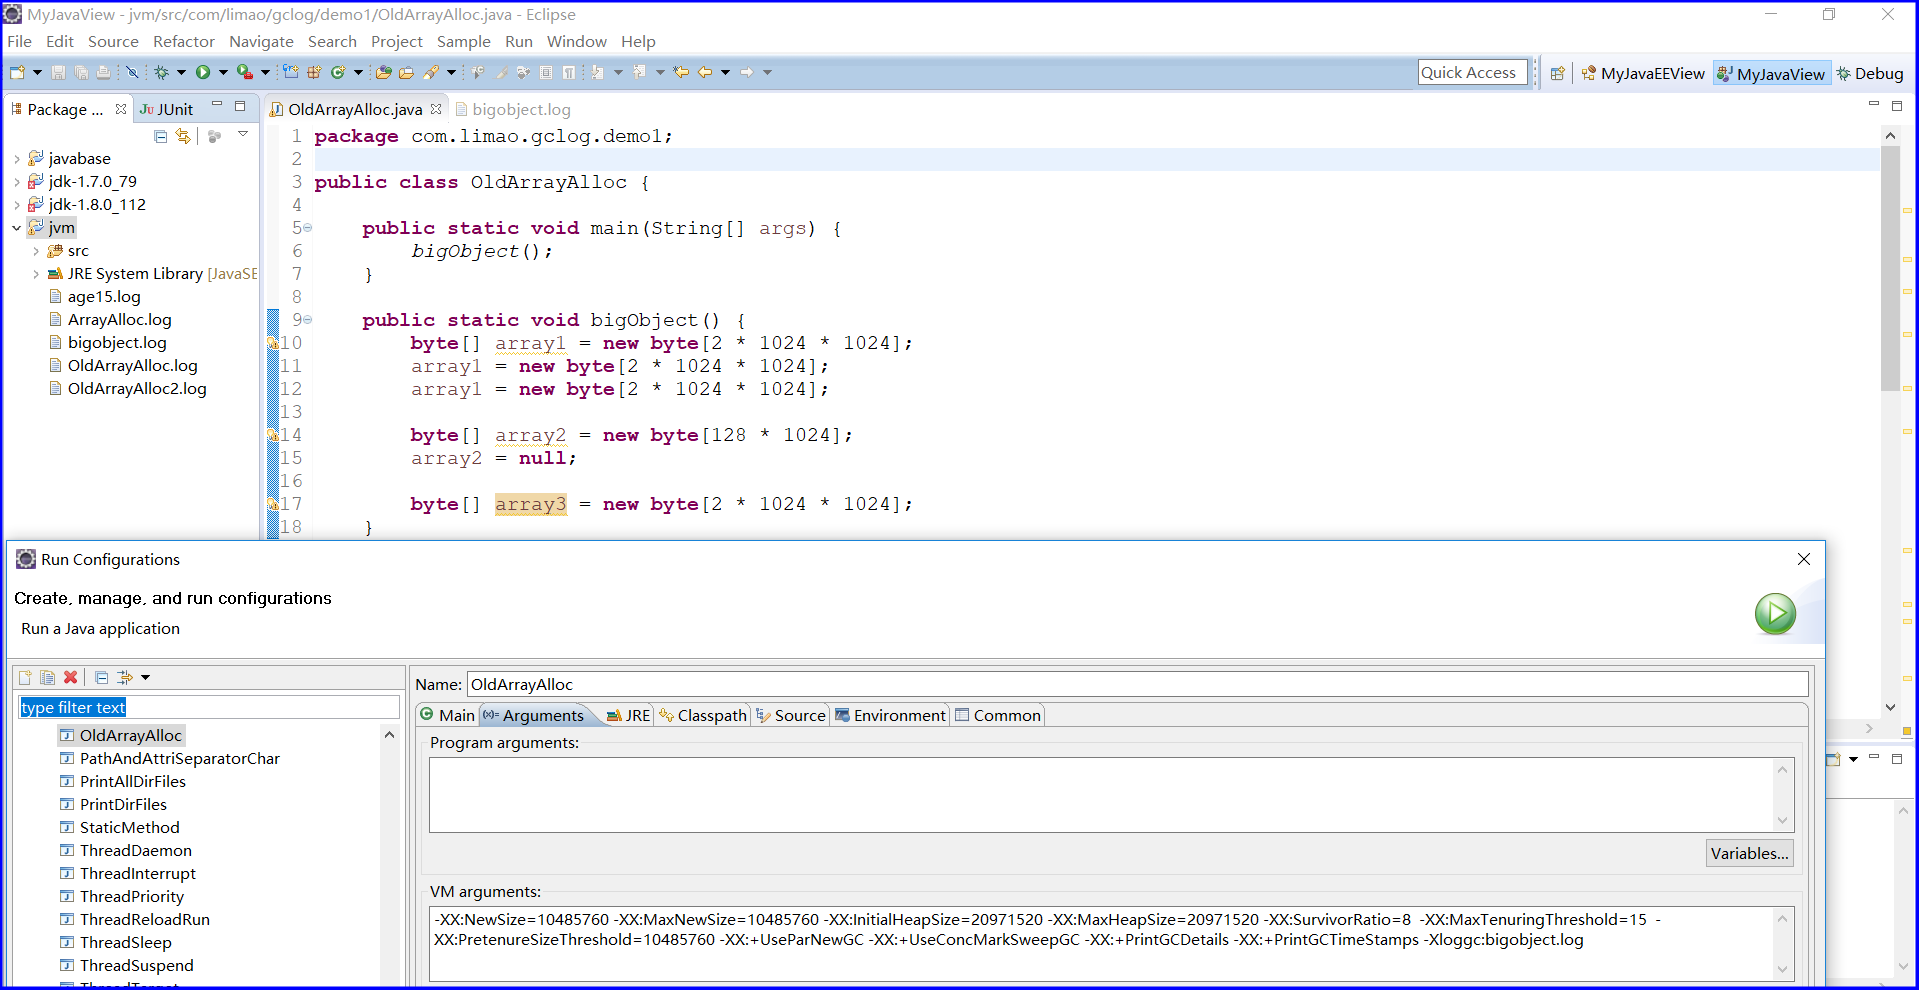 MyJavaView - jvm/src/com/limao/gclog/demo1/OldArrayAlloc.java - Eclipse
File Edit Source Refactor Navigate Search Project Sample Run Window Help
Quick Access MyJavaEEView MyJavaView Debug
Package ... JUnit
javabase
jdk-1.7.0_79
jdk-1.8.0_112
jvm
src
JRE System Library [JavaSE
age15.log
ArrayAlloc.log
bigobject.log
OldArrayAlloc.log
OldArrayAlloc2.log
OldArrayAlloc.java bigobject.log
1 package com.limao.gclog.demo1;
2
3 public class OldArrayAlloc {
4
5 public static void main(String[] args) {
6 bigObject();
7 }
8
9 public static void bigObject() {
10 byte[] array1 = new byte[2 * 1024 * 1024];
11 array1 = new byte[2 * 1024 * 1024];
12 array1 = new byte[2 * 1024 * 1024];
13
14 byte[] array2 = new byte[128 * 1024];
15 array2 = null;
16
17 byte[] array3 = new byte[2 * 1024 * 1024];
18 }
Run Configurations
Create, manage, and run configurations
Run a Java application
type filter text
OldArrayAlloc
PathAndAttriSeparatorChar
PrintAllDirFiles
PrintDirFiles
StaticMethod
ThreadDaemon
ThreadInterrupt
ThreadPriority
ThreadReloadRun
ThreadSleep
ThreadSuspend
Name: OldArrayAlloc
Main (x)= Arguments JRE Classpath Source Environment Common
Program arguments:
Variables...
VM arguments:
-XX:NewSize=10485760 -XX:MaxNewSize=10485760 -XX:InitialHeapSize=20971520 -XX:MaxHeapSize=20971520 -XX:SurvivorRatio=8 -XX:MaxTenuringThreshold=15 -
XX:PretenureSizeThreshold=10485760 -XX:+UseParNewGC -XX:+UseConcMarkSweepGC -XX:+PrintGCDetails -XX:+PrintGCTimeStamps -Xloggc:bigobject.log